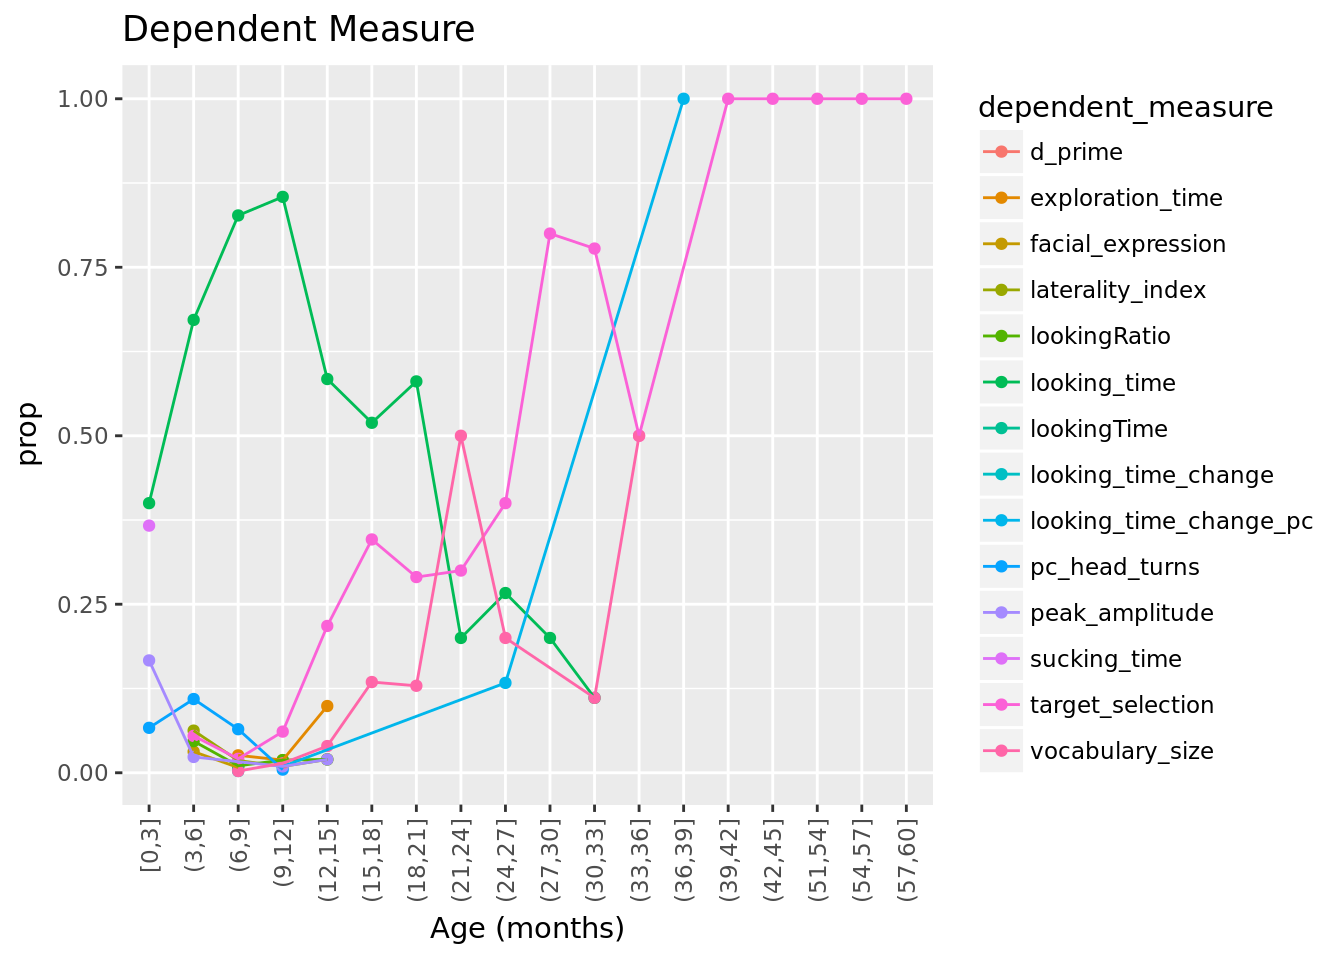 Dependent Measure
1.00
0.75
0.50
0.25
0.00
prop
[0,3]
(3,6]
(6,9]
(9,12]
(12,15]
(15,18]
(18,21]
(21,24]
(24,27]
(27,30]
(30,33]
(33,36]
(36,39]
(39,42]
(42,45]
(51,54]
(54,57]
(57,60]
Age (months)
dependent_measure
d_prime
exploration_time
facial_expression
laterality_index
lookingRatio
looking_time
lookingTime
looking_time_change
looking_time_change_pc
pc_head_turns
peak_amplitude
sucking_time
target_selection
vocabulary_size